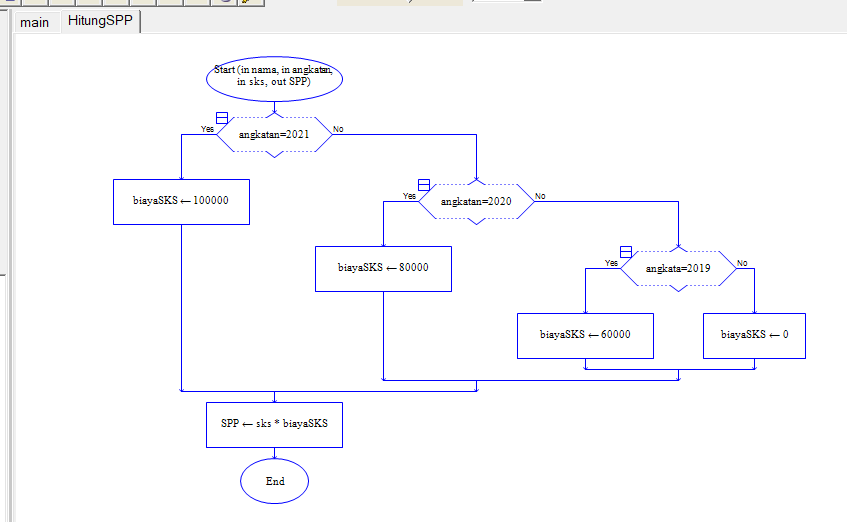 main
HitungSPP
Start (in nama, in angkatan,
in sks, out SPP)
Yes
No
angkatan=2021
biayaSKS ← 100000
Yes
No
angkatan=2020
biayaSKS ← 80000
Yes
No
angkata=2019
biayaSKS ← 60000
biayaSKS ← 0
SPP ← sks * biayaSKS
End